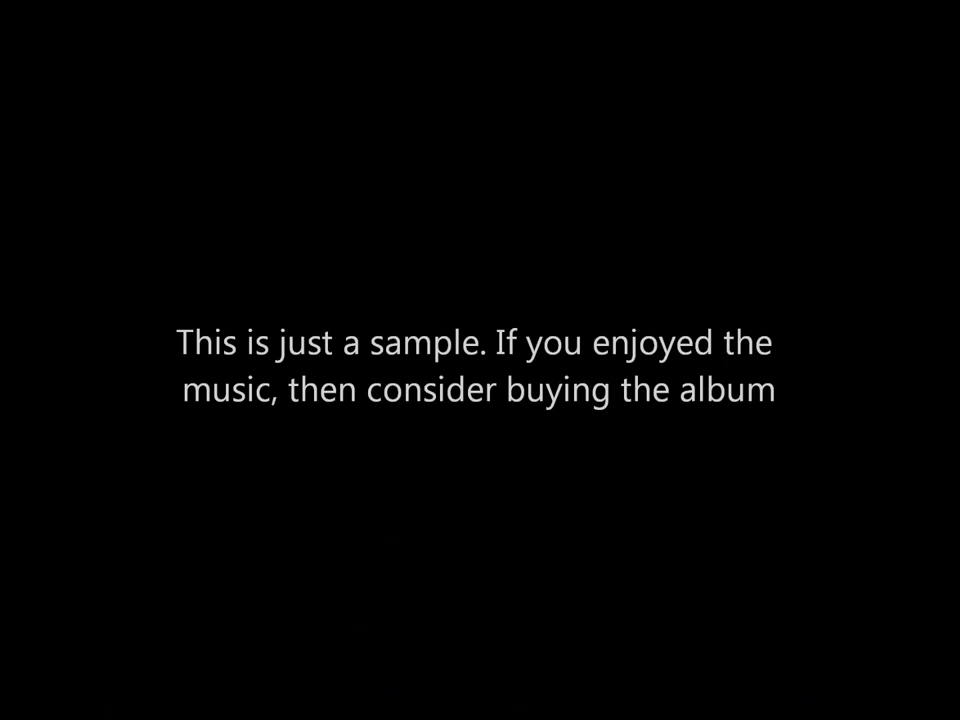 This is just a sample. If you enjoyed the
music, then consider buying the album